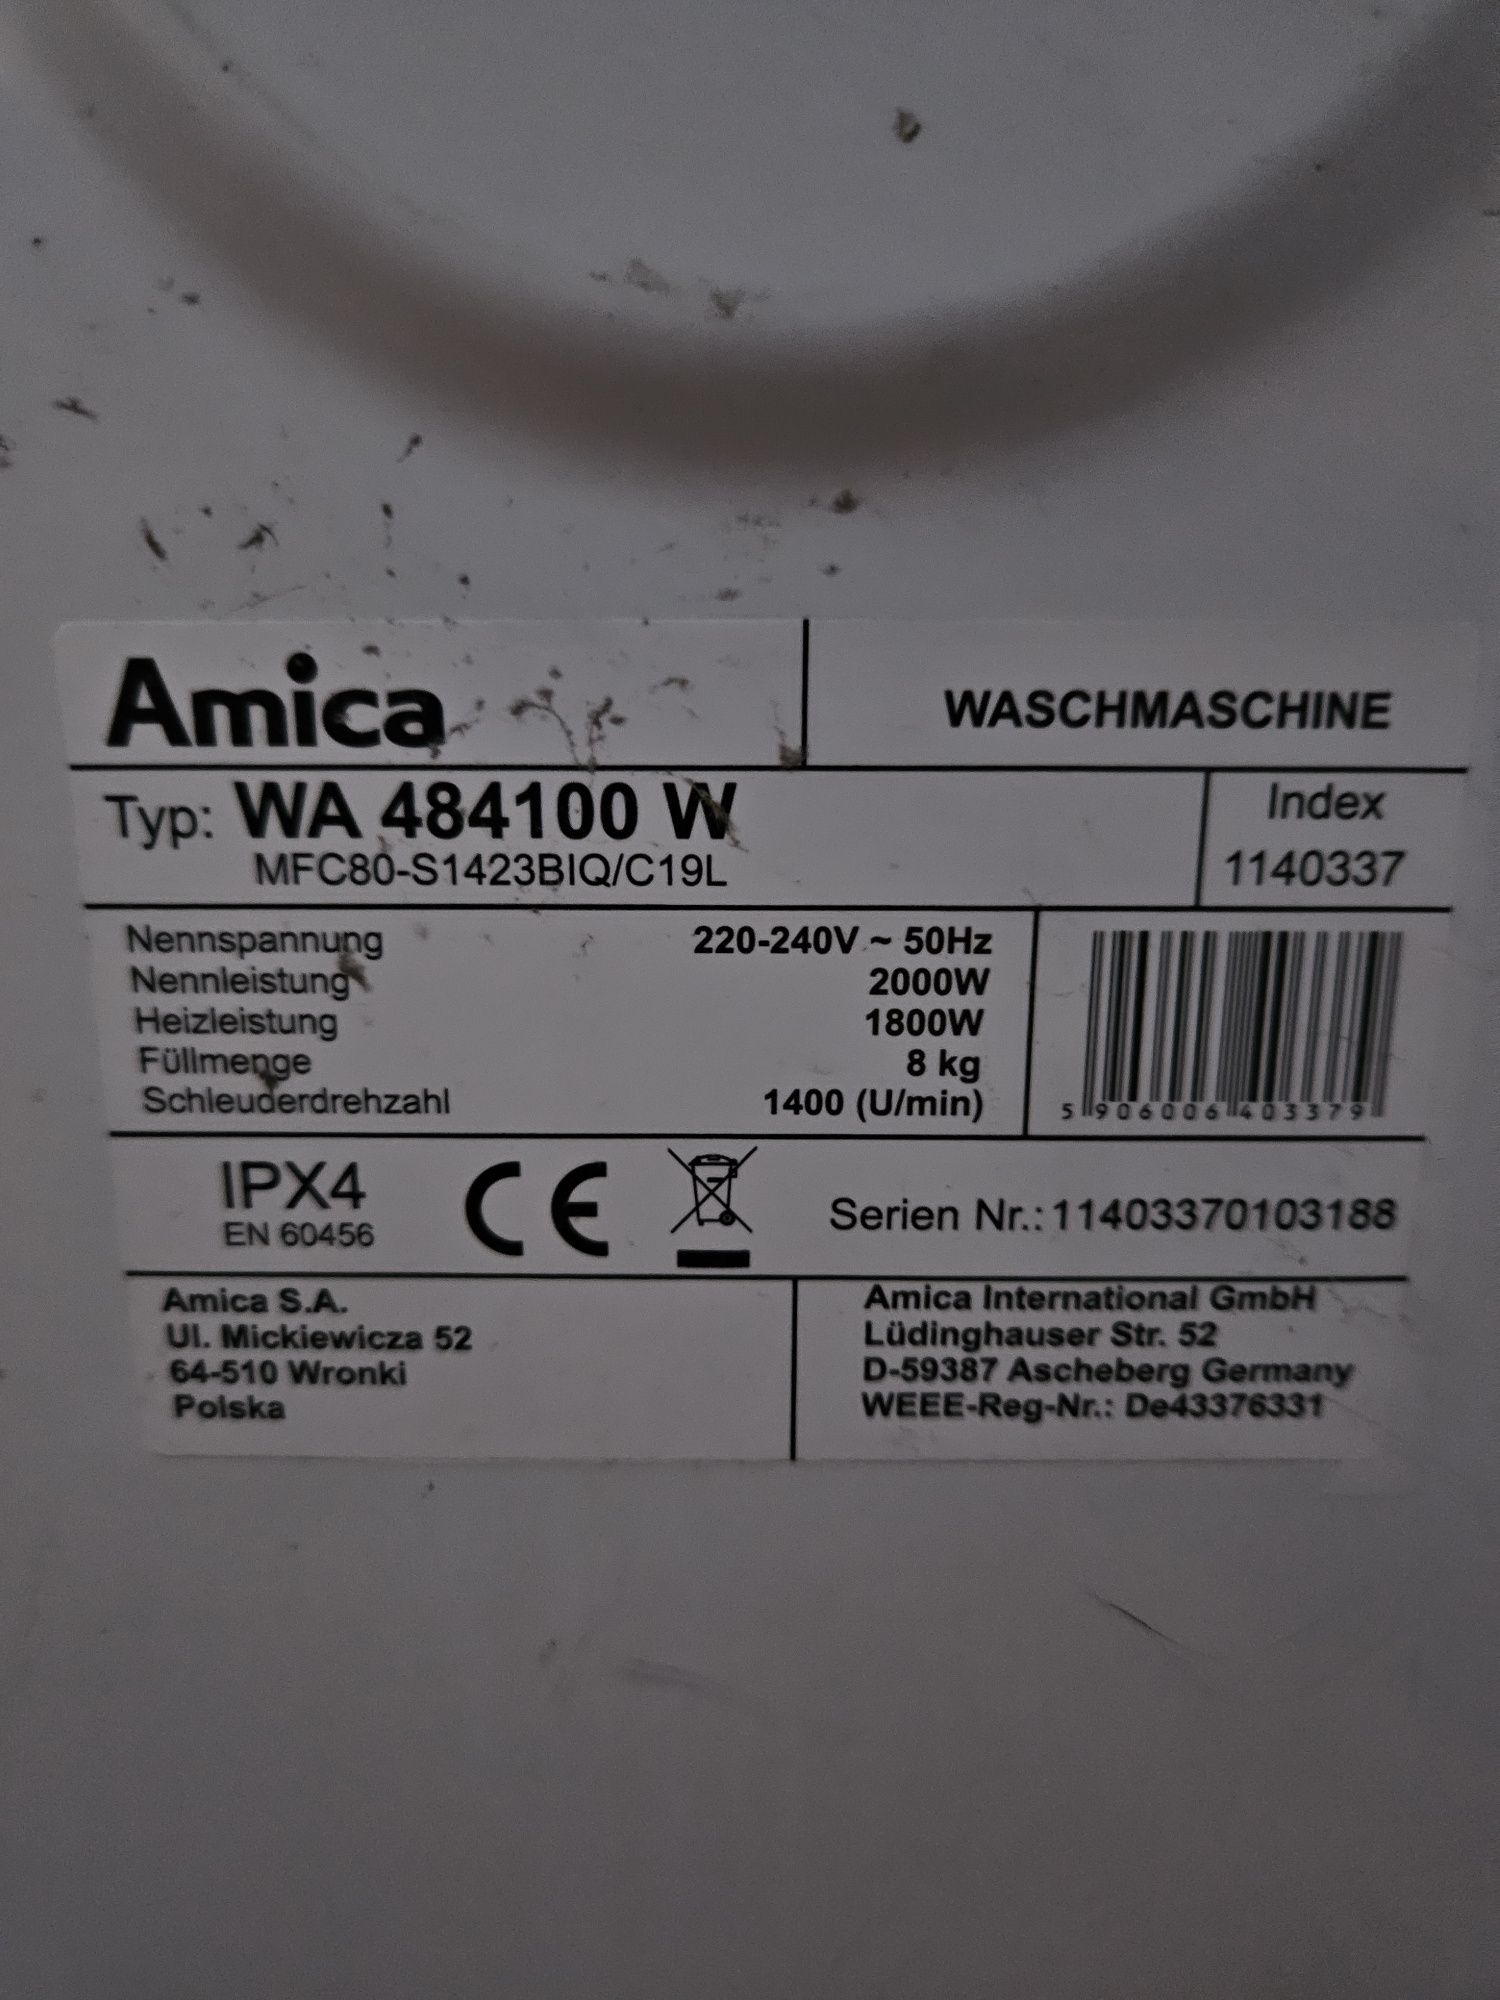 Amica
WASCHMASCHINE
Typ: WA 484100 W
MFC80-S1423BIQ/C19L
Index
1140337
Nennspannung 220-240V ~ 50Hz
Nennleistung 2000W
Heizleistung 1800W
Füllmenge 8 kg
Schleuderdrehzahl 1400 (U/min)
5 906006 403379
IPX4
EN 60456
CE
Serien Nr.: 11403370103188
Amica S.A.
Ul. Mickiewicza 52
64-510 Wronki
Polska
Amica International GmbH
Lüdinghauser Str. 52
D-59387 Ascheberg Germany
WEEE-Reg-Nr.: De43376331